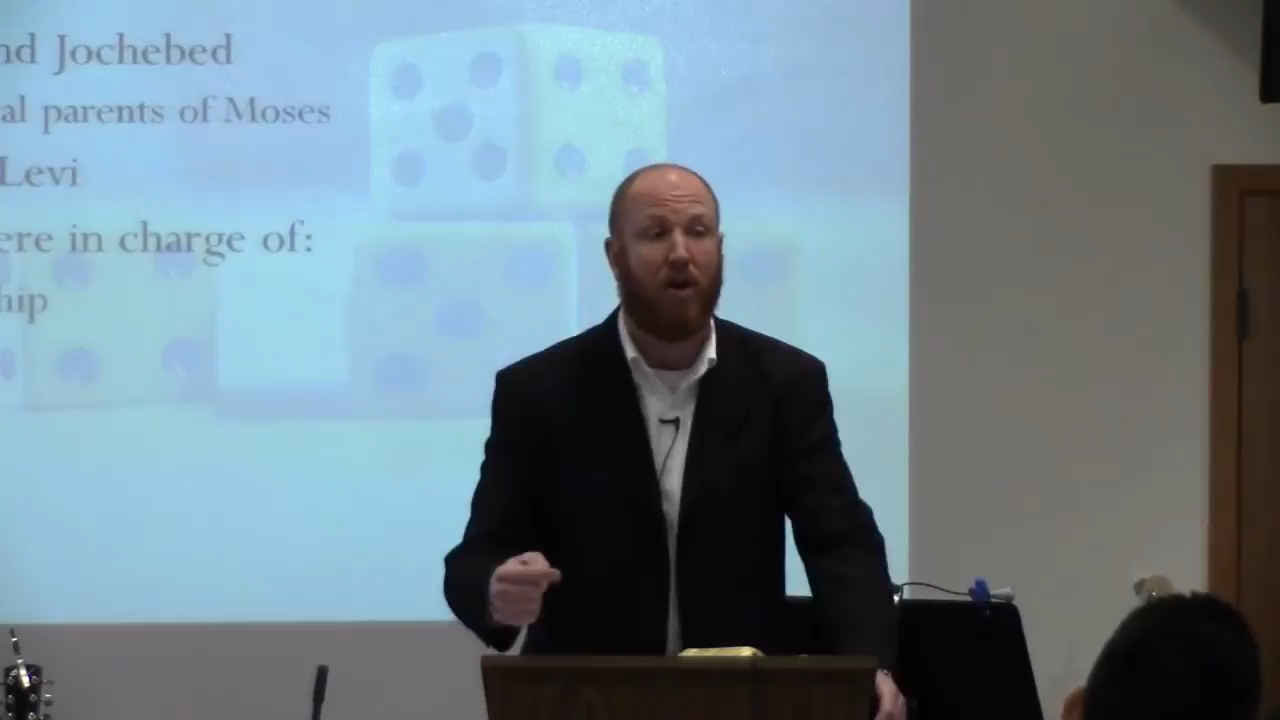 nd Jochebed
al parents of Moses
Levi
ere in charge of:
hip